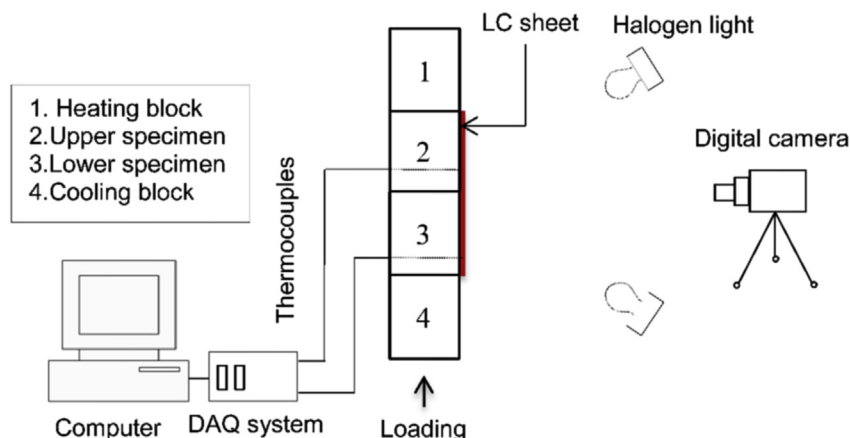 LC sheet
Halogen light
1
1. Heating block
2.Upper specimen
3.Lower specimen
4.Cooling block
Digital camera
2
Thermocouples
3
4
Computer
DAQ system
Loading